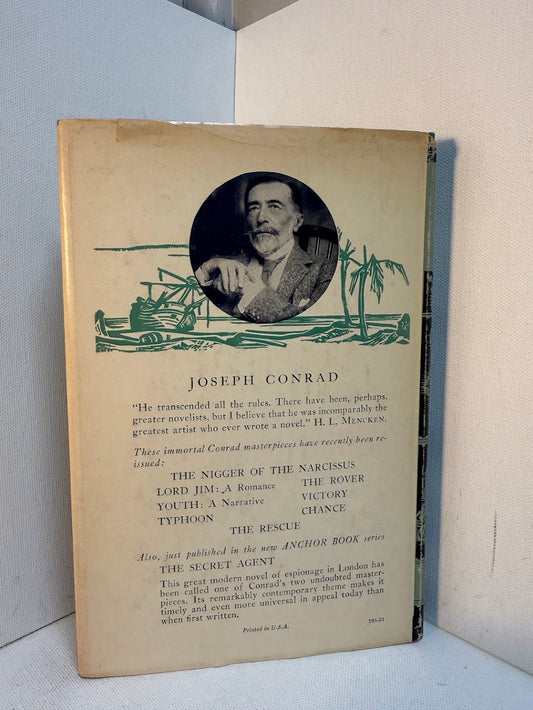 JOSEPH CONRAD
"He transcended all the rules. There have been, perhaps,
greater novelists, but I believe that he was incomparably the
greatest artist who ever wrote a novel." H. L. MENCKEN.
These immortal Conrad masterpieces have recently been re-
issued:
THE NIGGER OF THE NARCISSUS
LORD JIM: A Romance THE ROVER
YOUTH: A Narrative VICTORY
TYPHOON CHANCE
THE RESCUE
Also, just published in the new ANCHOR BOOK series
THE SECRET AGENT
This great modern novel of espionage in London has
been called one of Conrad's two undoubted master-
pieces. Its remarkably contemporary theme makes it
timely and even more universal in appeal today than
when first written.
Printed in U.S.A. 795-53